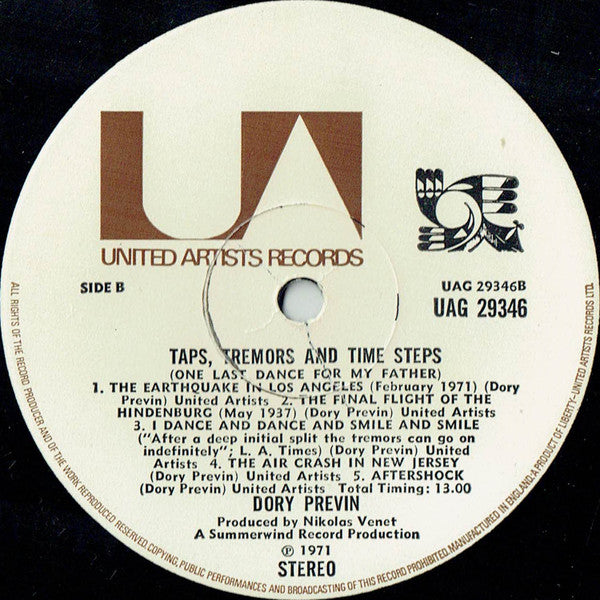 UA
UNITED ARTISTS RECORDS
SIDE B
UAG 29346B
UAG 29346
TAPS, TREMORS AND TIME STEPS
(ONE LAST DANCE FOR MY FATHER)
1. THE EARTHQUAKE IN LOS ANGELES (February 1971) (Dory
Previn) United Artists 2. THE FINAL FLIGHT OF THE
HINDENBURG (May 1937) (Dory Previn) United Artists
3. I DANCE AND DANCE AND SMILE AND SMILE
("After a deep initial split the tremors can go on
indefinitely"; L.A. Times) (Dory Previn) United
Artists 4. THE AIR CRASH IN NEW JERSEY
(Dory Previn) United Artists 5. AFTERSHOCK
(Dory Previn) United Artists Total Timing: 13.00
DORY PREVIN
Produced by Nikolas Venet
A Summerwind Record Production
℗ 1971
STEREO
ALL RIGHTS OF THE RECORD PRODUCER AND OF THE WORK REPRODUCED RESERVED. COPYING, PUBLIC PERFORMANCES AND BROADCASTING OF THIS RECORD PROHIBITED. MANUFACTURED IN ENGLAND. A PRODUCT OF LIBERTY-UNITED ARTISTS RECORDS LTD.